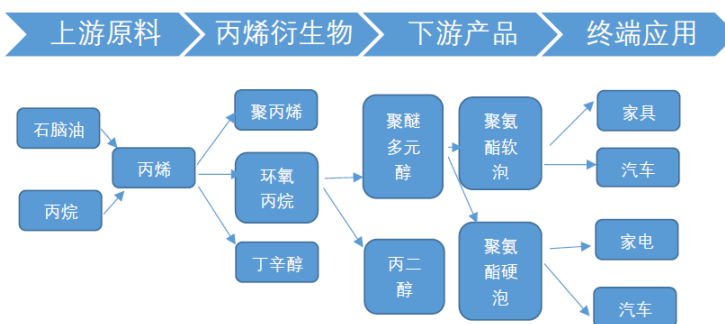 上游原料
丙烯衍生物
下游产品
终端应用
石脑油
丙烷
丙烯
聚丙烯
环氧
丙烷
丁辛醇
聚醚
多元
醇
丙二
醇
聚氨
酯软
泡
聚氨
酯硬
泡
家具
汽车
家电
汽车